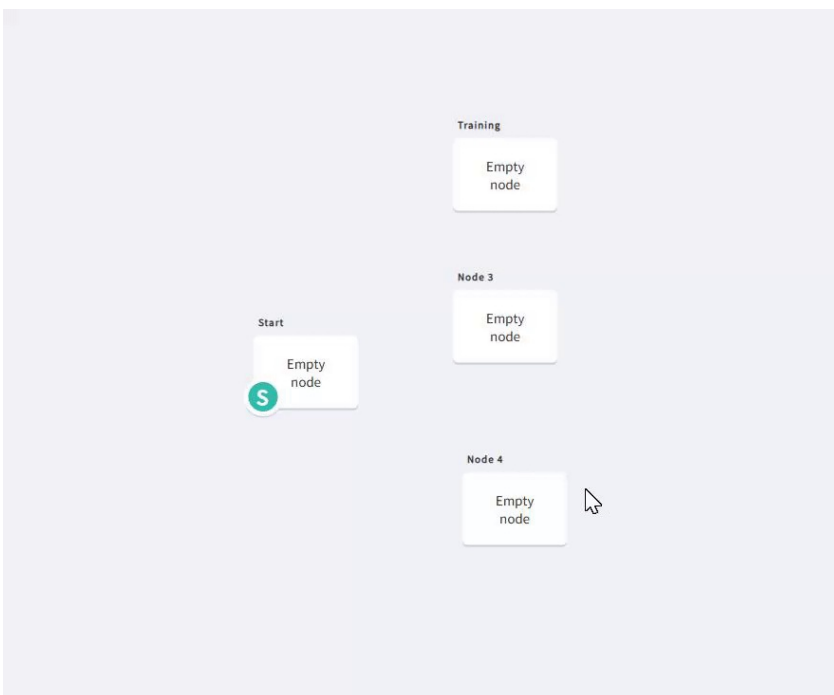 Training
Empty
node
Node 3
Empty
node
Start
Empty
node
S
Node 4
Empty
node